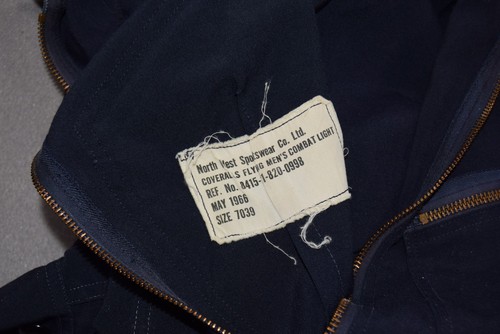 North West Sportswear Co. Ltd.
COVERALS FLYING MEN'S COMBAT LIGHT
REF. No. 8415-1-820-0998
MAY 1966
SIZE 7039